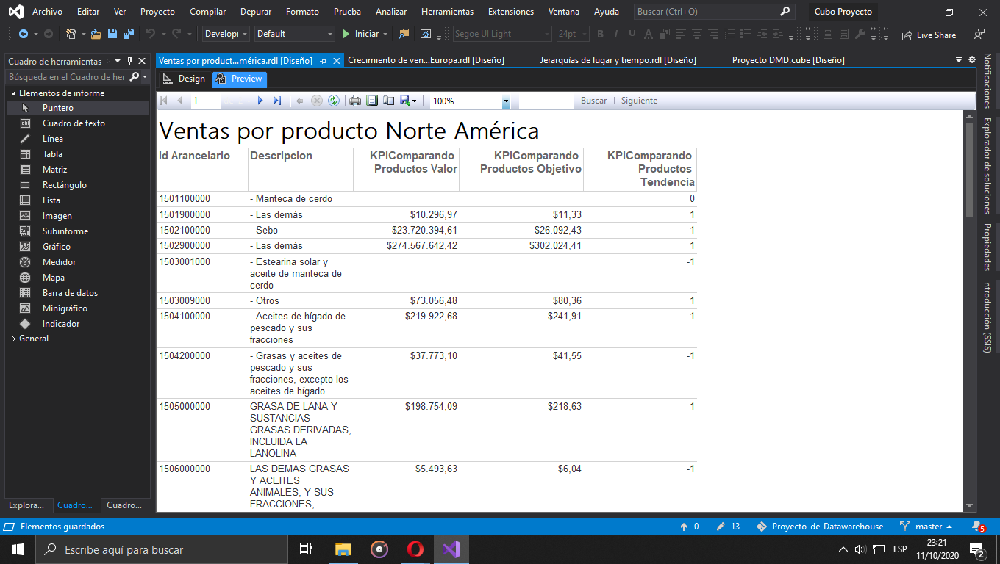 Archivo Editar Ver Proyecto Compilar Depurar Formato Prueba Analizar Herramientas Extensiones Ventana Ayuda Buscar (Ctrl+Q) Cubo Proyecto
Develop Default Iniciar Segoe UI Light 24pt Live Share
Cuadro de herramientas
Búsqueda en el Cuadro de her
Elementos de informe
Puntero
Cuadro de texto
Línea
Tabla
Matriz
Rectángulo
Lista
Imagen
Subinforme
Gráfico
Medidor
Mapa
Barra de datos
Minigráfico
Indicador
General
Explora... Cuadro... Cuadro...
Ventas por product...mérica.rdl [Diseño] Crecimiento de ven...Europa.rdl [Diseño] Jerarquías de lugar y tiempo.rdl [Diseño] Proyecto DMD.cube [Diseño]
Design Preview
1 100% Buscar Siguiente
Ventas por producto Norte América
Id Arancelario Descripcion KPIComparando KPIComparando KPIComparando
Productos Valor Productos Objetivo Productos
Tendencia
1501100000 - Manteca de cerdo 0
1501900000 - Las demás $10.296,97 $11,33 1
1502100000 - Sebo $23.720.394,61 $26.092,43 1
1502900000 - Las demás $274.567.642,42 $302.024,41 1
1503001000 - Estearina solar y -1
aceite de manteca de
cerdo
1503009000 - Otros $73.056,48 $80,36 1
1504100000 - Aceites de hígado de $219.922,68 $241,91 1
pescado y sus
fracciones
1504200000 - Grasas y aceites de $37.773,10 $41,55 -1
pescado y sus
fracciones, excepto los
aceites de hígado
1505000000 GRASA DE LANA Y $198.754,09 $218,63 1
SUSTANCIAS
GRASAS DERIVADAS,
INCLUIDA LA
LANOLINA
1506000000 LAS DEMAS GRASAS $5.493,63 $6,04 -1
Y ACEITES
ANIMALES, Y SUS
FRACCIONES,
Notificaciones
Explorador de soluciones
Propiedades
Introducción (SSIS)
Elementos guardados 0 13 Proyecto-de-Datawarehouse master 5
Escribe aquí para buscar ESP 23:21
11/10/2020 2